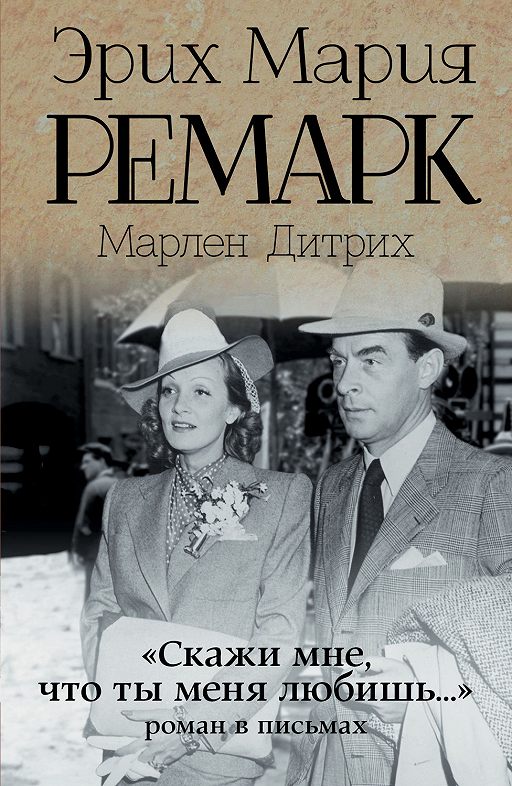 Эрих Мария
РЕМАРК
Марлен Дитрих
«Скажи мне,
что ты меня любишь...»
роман в письмах